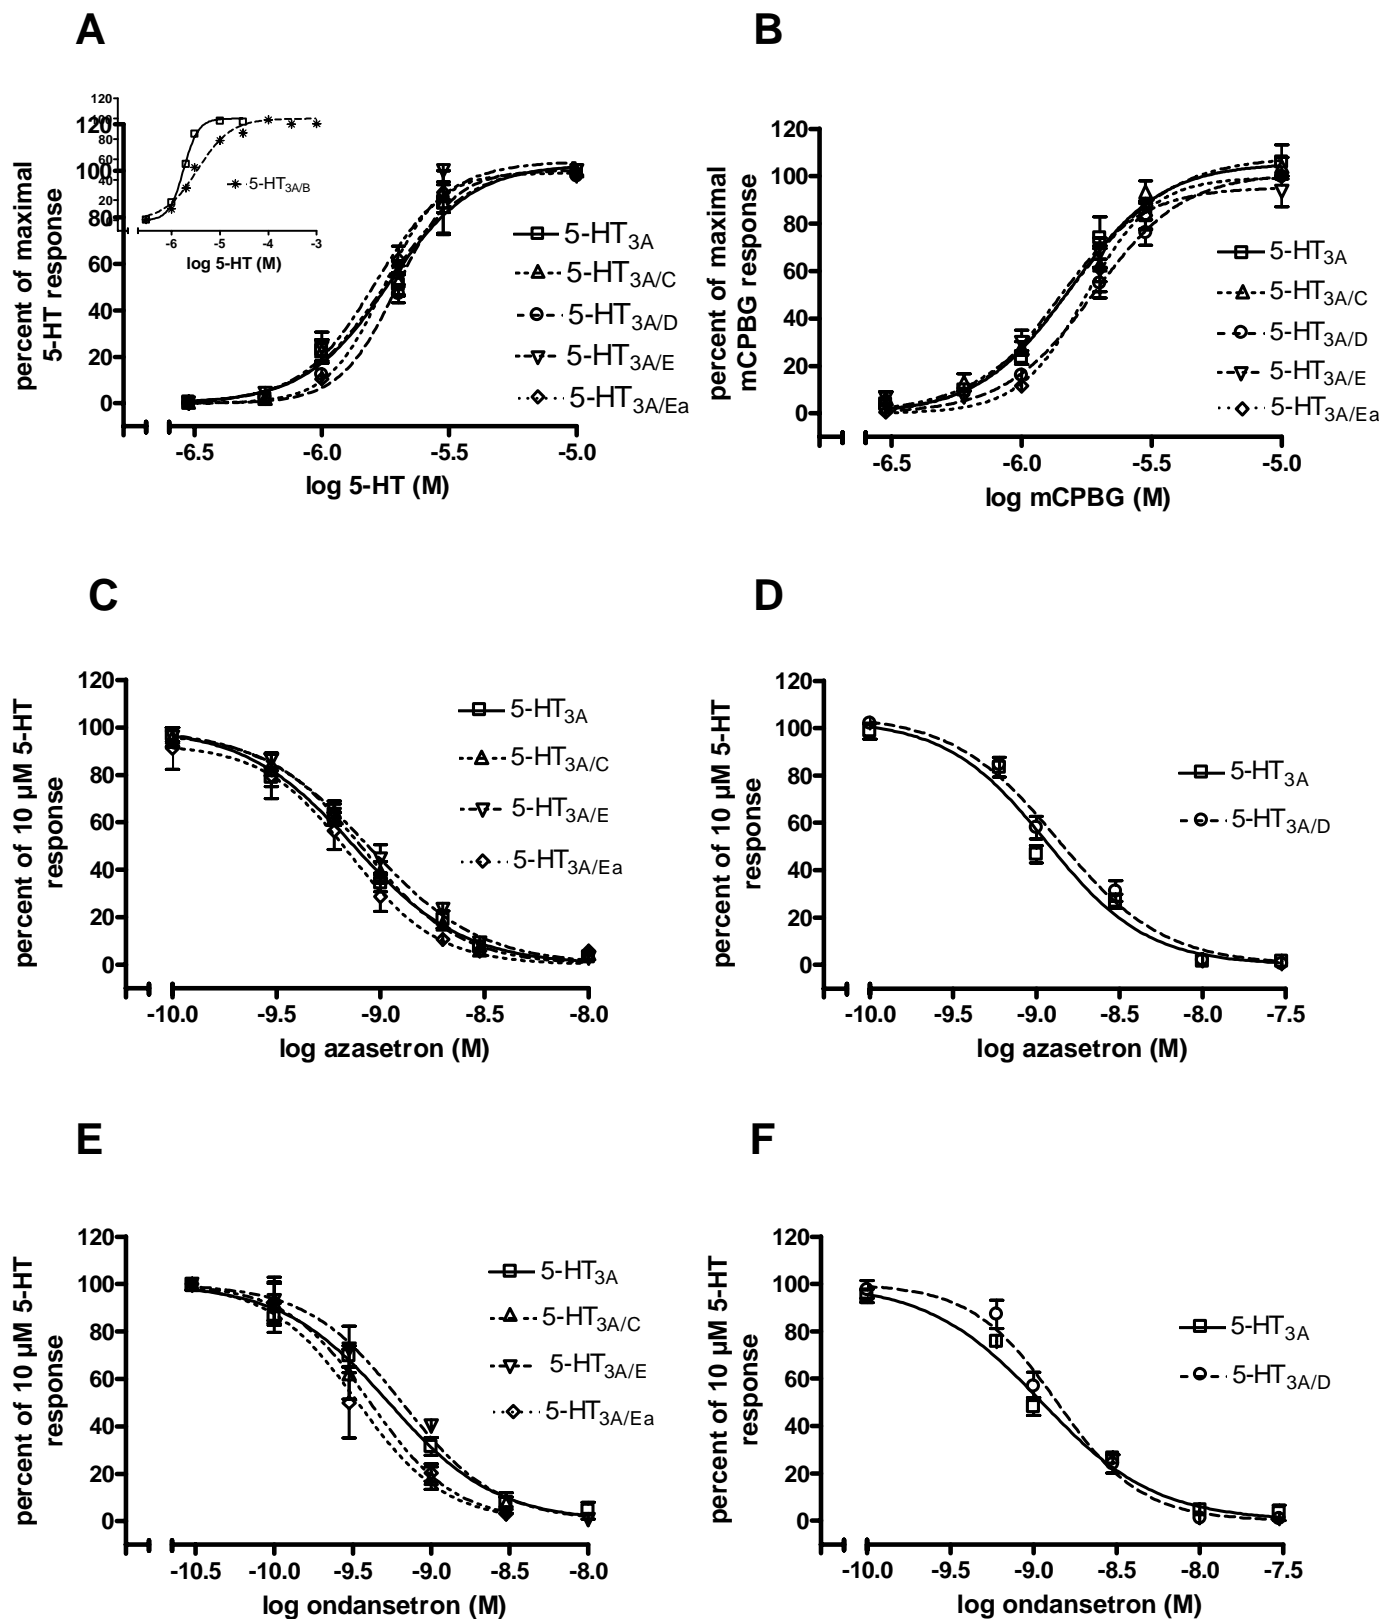 A
120
100
80
60
40
20
0
-6
-5
-4
-3
log 5-HT (M)
5-HT3A/B
percent of maximal
5-HT response
120
100
80
60
40
20
0
-6.5
-6.0
-5.5
-5.0
log 5-HT (M)
5-HT3A
5-HT3A/C
5-HT3A/D
5-HT3A/E
5-HT3A/Ea
B
percent of maximal
mCPBG response
120
100
80
60
40
20
0
-6.5
-6.0
-5.5
-5.0
log mCPBG (M)
5-HT3A
5-HT3A/C
5-HT3A/D
5-HT3A/E
5-HT3A/Ea
C
percent of 10 µM 5-HT
response
120
100
80
60
40
20
0
-10.0
-9.5
-9.0
-8.5
-8.0
log azasetron (M)
5-HT3A
5-HT3A/C
5-HT3A/E
5-HT3A/Ea
D
percent of 10 µM 5-HT
response
120
100
80
60
40
20
0
-10.0
-9.5
-9.0
-8.5
-8.0
-7.5
log azasetron (M)
5-HT3A
5-HT3A/D
E
percent of 10 µM 5-HT
response
120
100
80
60
40
20
0
-10.5
-10.0
-9.5
-9.0
-8.5
-8.0
log ondansetron (M)
5-HT3A
5-HT3A/C
5-HT3A/E
5-HT3A/Ea
F
percent of 10 µM 5-HT
response
120
100
80
60
40
20
0
-10.0
-9.5
-9.0
-8.5
-8.0
-7.5
log ondansetron (M)
5-HT3A
5-HT3A/D